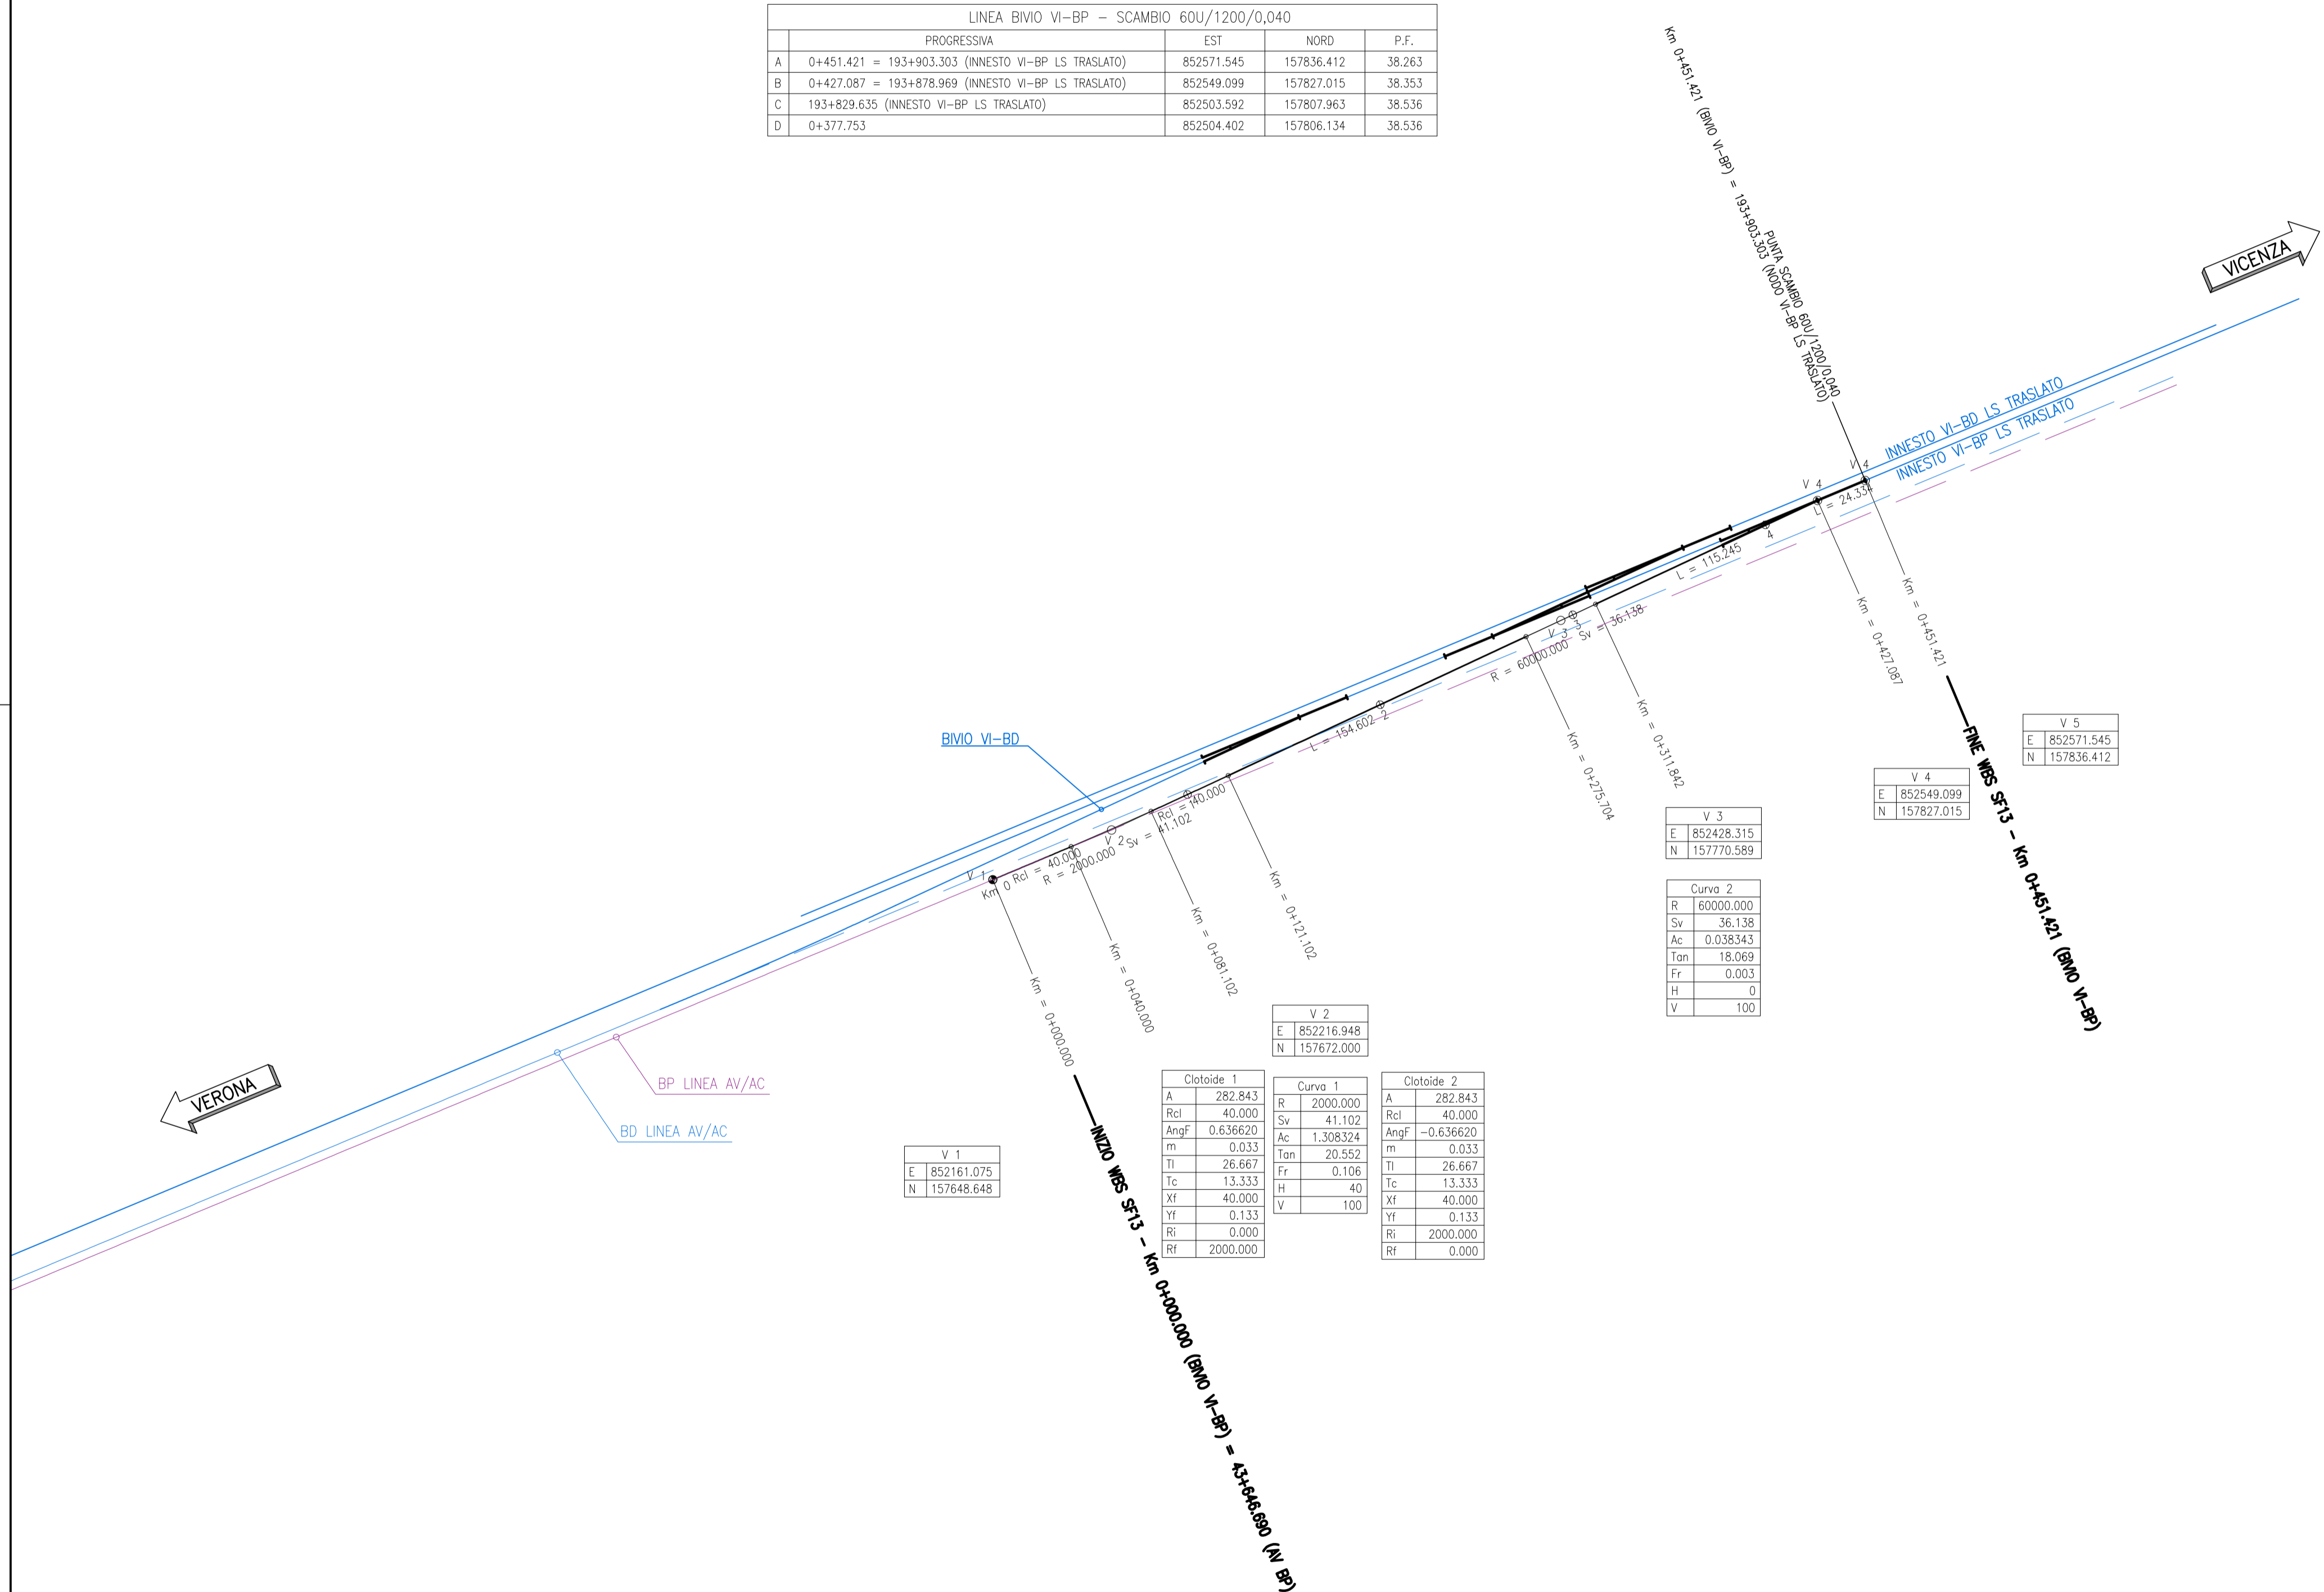 LINEA BIVIO VI-BP - SCAMBIO 60U/1200/0,040
PROGRESSIVA EST NORD P.F.
A 0+451.421 = 193+903.303 (INNESTO VI-BP LS TRASLATO) 852571.545 157836.412 38.263
B 0+427.087 = 193+878.969 (INNESTO VI-BP LS TRASLATO) 852549.099 157827.015 38.353
C 193+829.635 (INNESTO VI-BP LS TRASLATO) 852503.592 157807.963 38.536
D 0+377.753 852504.402 157806.134 38.536
Km 0+451.421 (BIVIO VI-BP) = 193+903.303 (NODO VI-BP LS TRASLATO)
PUNTA SCAMBIO 60U/1200/0,040
VICENZA
INNESTO VI-BD LS TRASLATO
INNESTO VI-BP LS TRASLATO
V 4
V 4
L = 24.334
4
L = 115.245
3
V 3
Sv = 36.138
R = 60000.000
2
L = 154.602
Rcl = 40.000
1
V 2
Sv = 41.102
R = 2000.000
Rcl = 40.000
V 1
Km 0
BIVIO VI-BD
Km = 0+451.421
Km = 0+427.087
Km = 0+311.842
Km = 0+275.704
Km = 0+121.102
Km = 0+081.102
Km = 0+040.000
Km = 0+000.000
FINE WBS SF13 - Km 0+451.421 (BIVIO VI-BP)
INIZIO WBS SF13 - Km 0+000.000 (BIVIO VI-BP) = 43+646.690 (AV BP)
V 5
E 852571.545
N 157836.412
V 4
E 852549.099
N 157827.015
V 3
E 852428.315
N 157770.589
Curva 2
R 60000.000
Sv 36.138
Ac 0.038343
Tan 18.069
Fr 0.003
H 0
V 100
V 2
E 852216.948
N 157672.000
Clotoide 1
A 282.843
Rcl 40.000
AngF 0.636620
m 0.033
Tl 26.667
Tc 13.333
Xf 40.000
Yf 0.133
Ri 0.000
Rf 2000.000
Curva 1
R 2000.000
Sv 41.102
Ac 1.308324
Tan 20.552
Fr 0.106
H 40
V 100
Clotoide 2
A 282.843
Rcl 40.000
AngF -0.636620
m 0.033
Tl 26.667
Tc 13.333
Xf 40.000
Yf 0.133
Ri 2000.000
Rf 0.000
V 1
E 852161.075
N 157648.648
VERONA
BP LINEA AV/AC
BD LINEA AV/AC